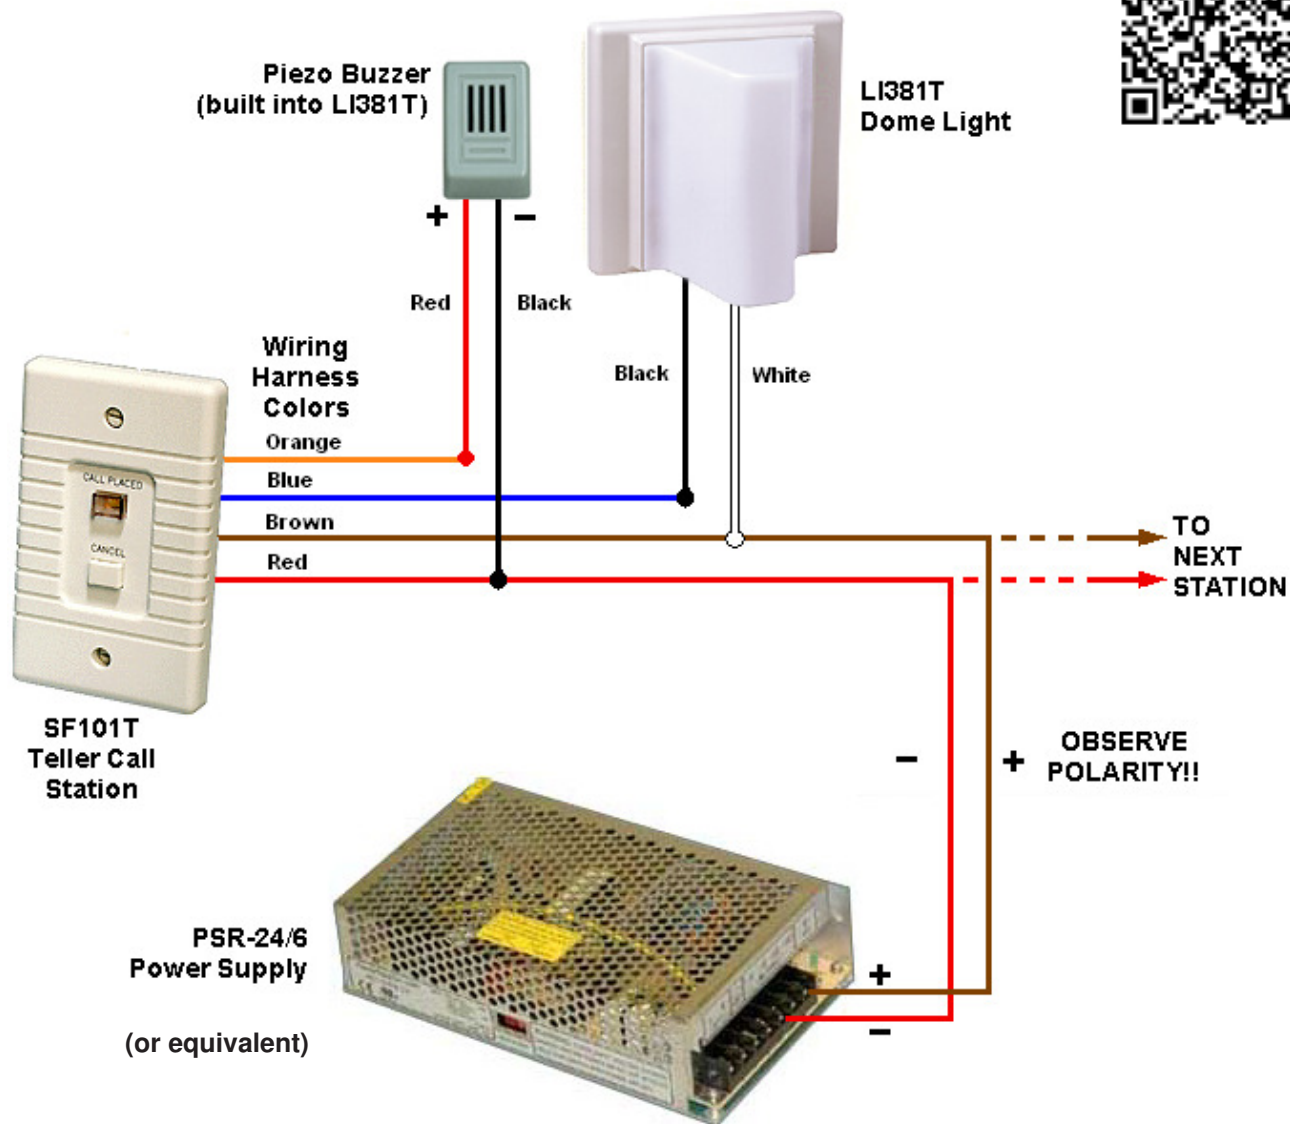 Piezo Buzzer
(built into LI381T)
LI381T
Dome Light
+
−
Red
Black
Wiring
Harness
Colors
Black
White
Orange
Blue
Brown
Red
CALL PLACED
CANCEL
TO
NEXT
STATION
SF101T
Teller Call
Station
−
+
OBSERVE
POLARITY!!
PSR-24/6
Power Supply
(or equivalent)
+
−